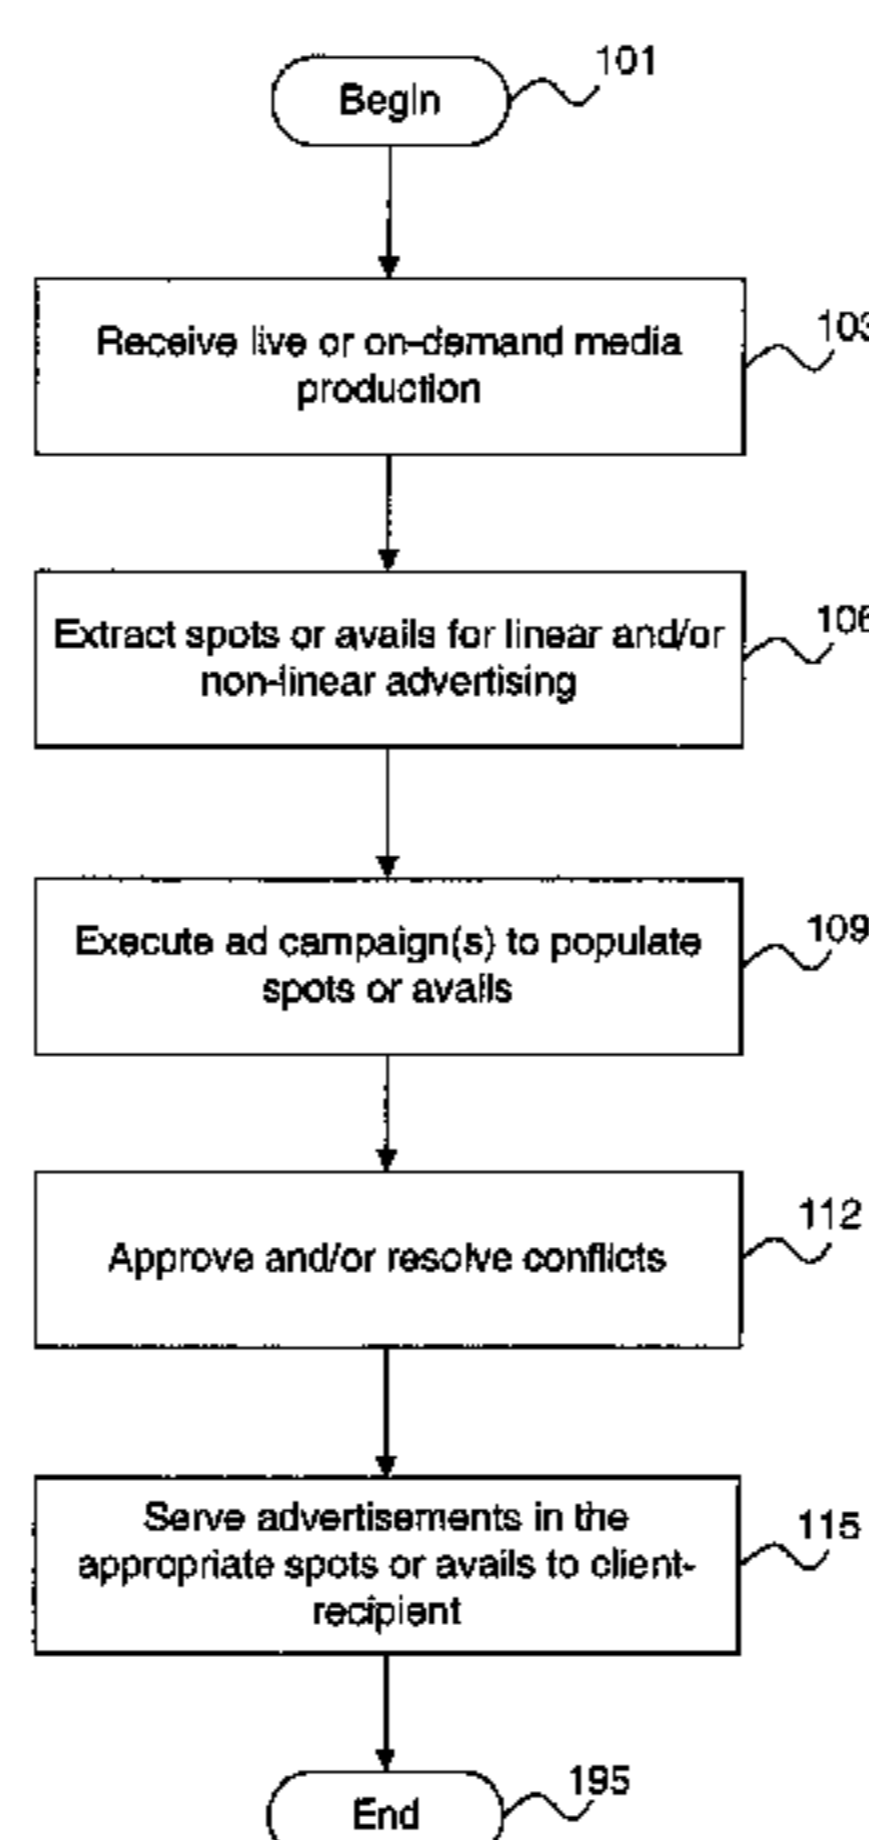 Begin
101
Receive live or on-demand media
production
103
Extract spots or avails for linear and/or
non-linear advertising
106
Execute ad campaign(s) to populate
spots or avails
109
Approve and/or resolve conflicts
112
Serve advertisements in the
appropriate spots or avails to client-
recipient
115
End
195